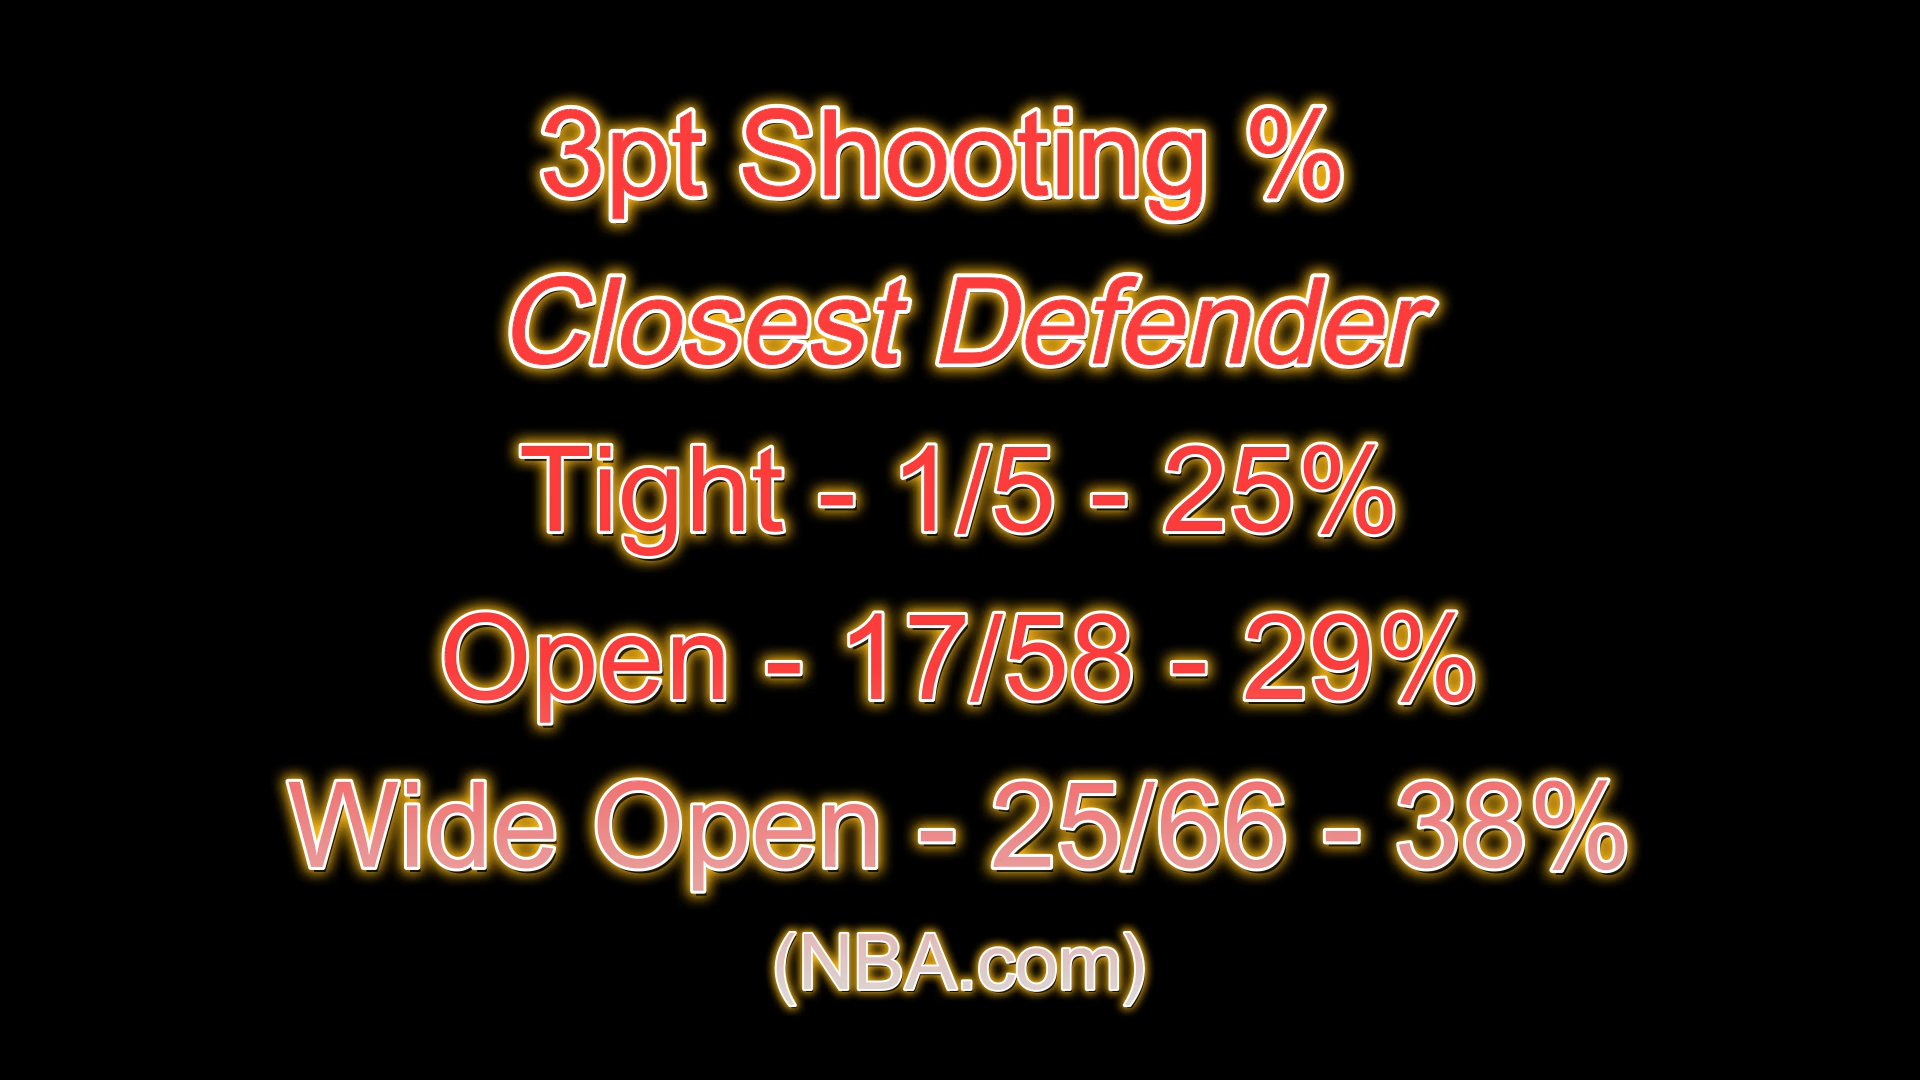 3pt Shooting %
Closest Defender
Tight - 1/5 - 25%
Open - 17/58 - 29%
Wide Open - 25/66 - 38%
(NBA.com)